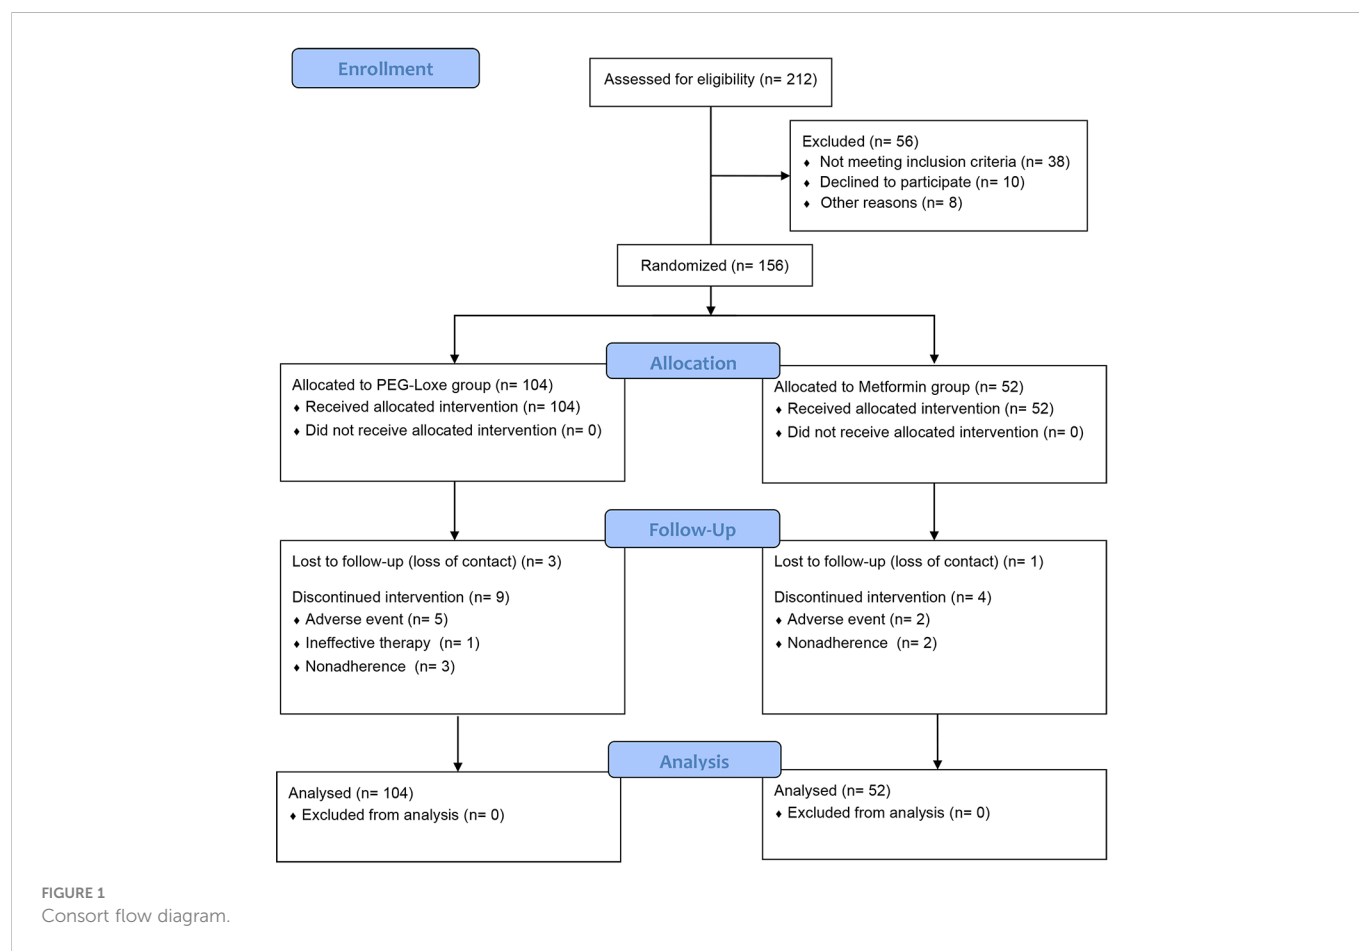 Enrollment
Assessed for eligibility (n= 212)
Excluded (n= 56)
♦ Not meeting inclusion criteria (n= 38)
♦ Declined to participate (n= 10)
♦ Other reasons (n= 8)
Randomized (n= 156)
Allocation
Allocated to PEG-Loxe group (n= 104)
♦ Received allocated intervention (n= 104)
♦ Did not receive allocated intervention (n= 0)
Allocated to Metformin group (n= 52)
♦ Received allocated intervention (n= 52)
♦ Did not receive allocated intervention (n= 0)
Follow-Up
Lost to follow-up (loss of contact) (n= 3)
Discontinued intervention (n= 9)
♦ Adverse event (n= 5)
♦ Ineffective therapy (n= 1)
♦ Nonadherence (n= 3)
Lost to follow-up (loss of contact) (n= 1)
Discontinued intervention (n= 4)
♦ Adverse event (n= 2)
♦ Nonadherence (n= 2)
Analysis
Analysed (n= 104)
♦ Excluded from analysis (n= 0)
Analysed (n= 52)
♦ Excluded from analysis (n= 0)
FIGURE 1
Consort flow diagram.